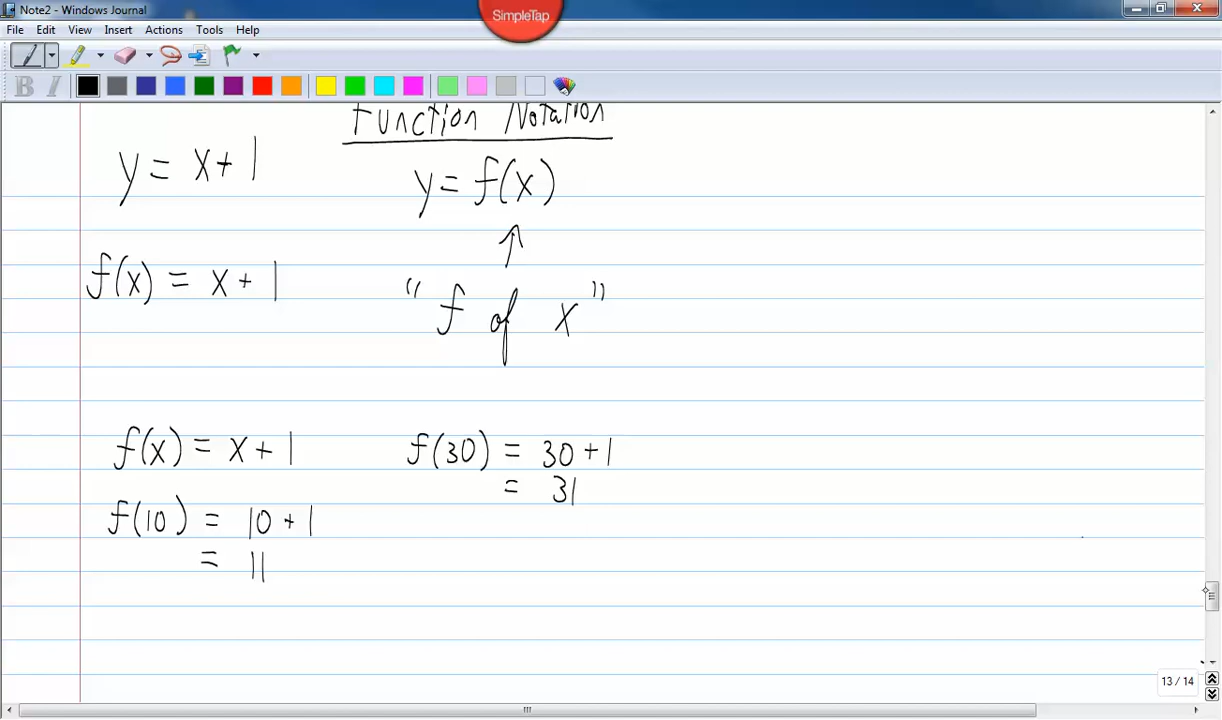 Note2 - Windows Journal
SimpleTap
File Edit View Insert Actions Tools Help
B I
Function Notation
y = x + 1
y = f(x)
f(x) = x + 1
"f of x"
f(x) = x + 1
f(30) = 30 + 1
= 31
f(10) = 10 + 1
= 11
13 / 14